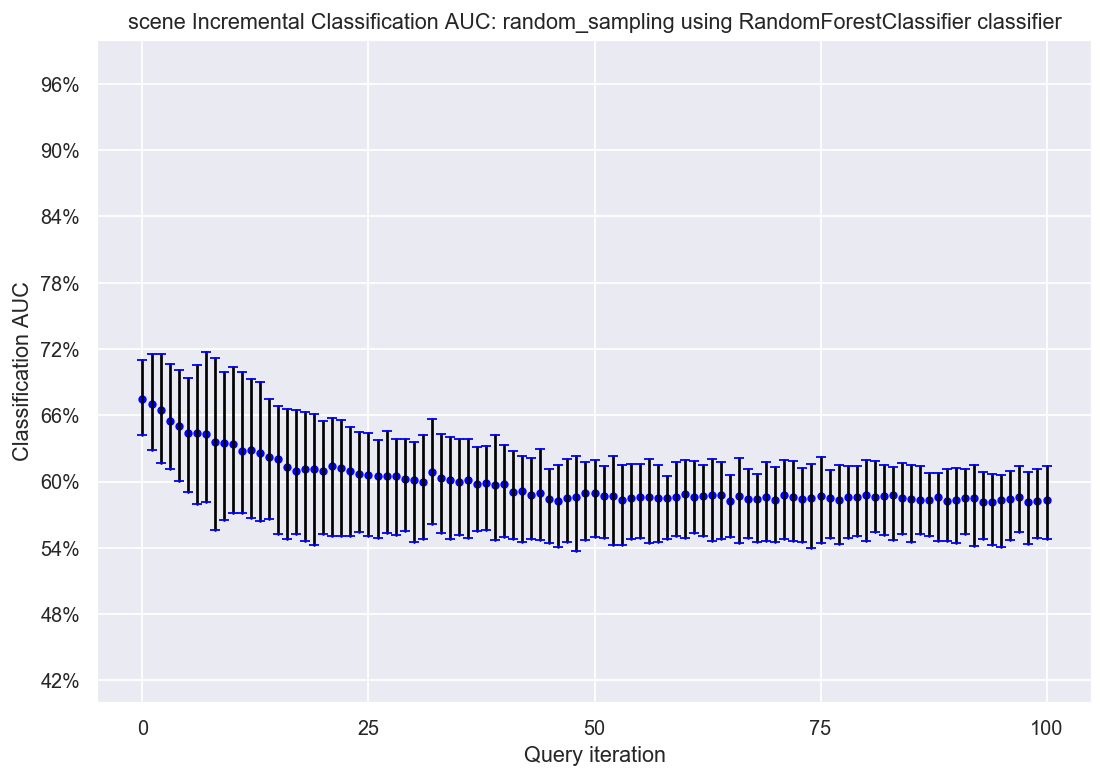 scene Incremental Classification AUC: random_sampling using RandomForestClassifier classifier
96%
90%
84%
78%
72%
66%
60%
54%
48%
42%
Classification AUC
0 25 50 75 100
Query iteration